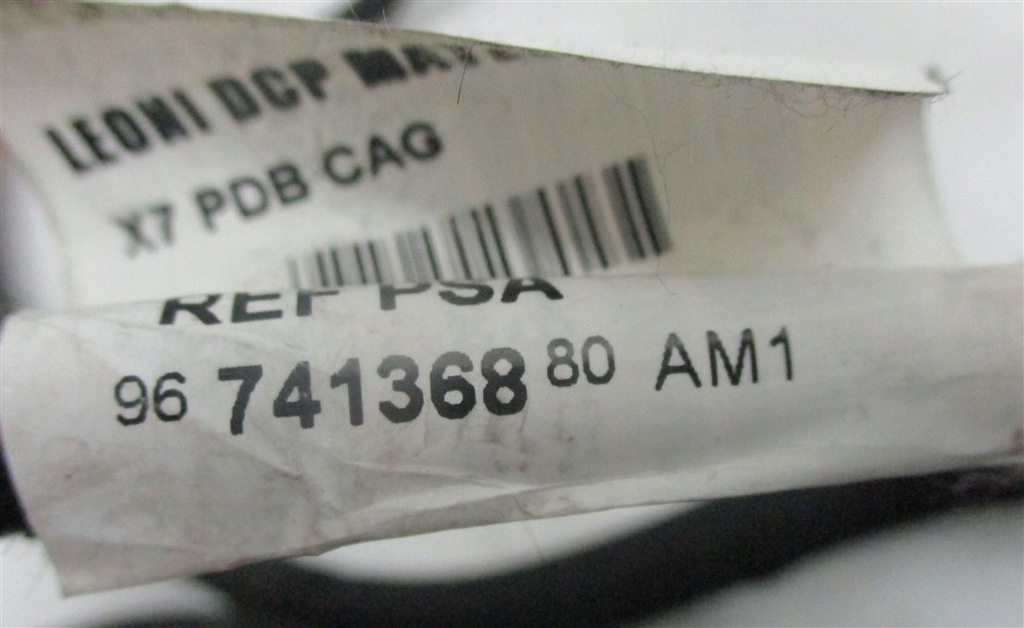 LEONI DCP
X7 PDB CAG
REF PSA
96 741368 80 AM1